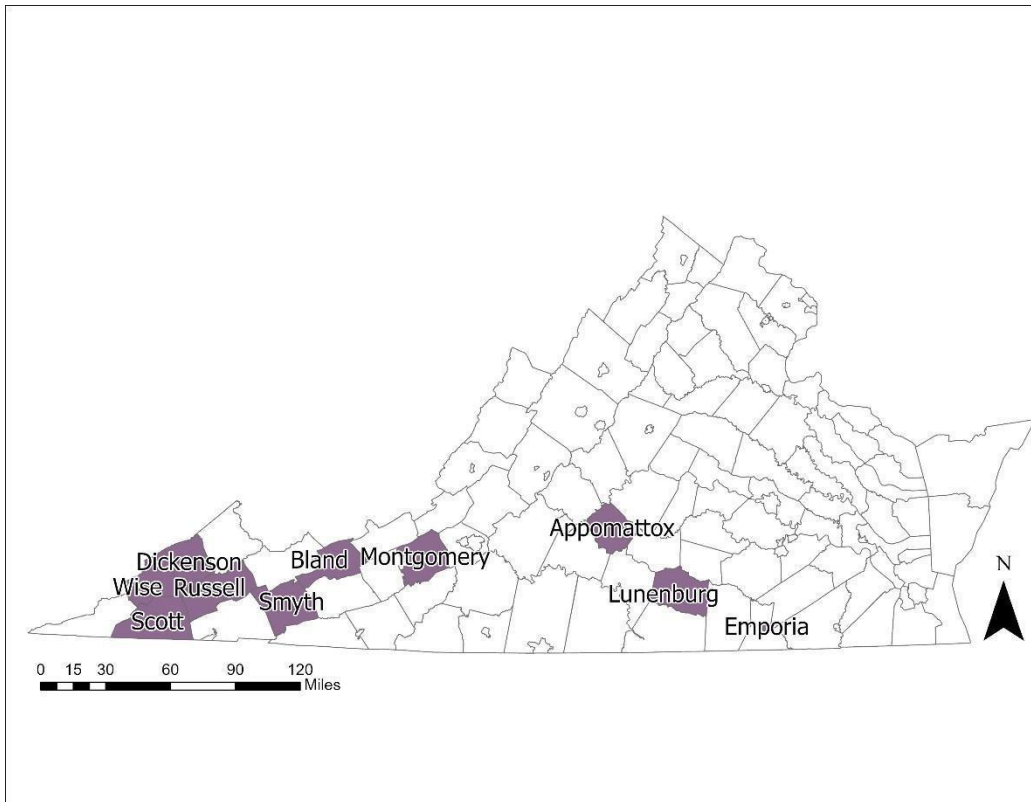 Appomattox
Dickenson
Bland
Montgomery
Wise
Russell
Smyth
Lunenburg
Scott
Emporia
N
0 15 30 60 90 120
Miles